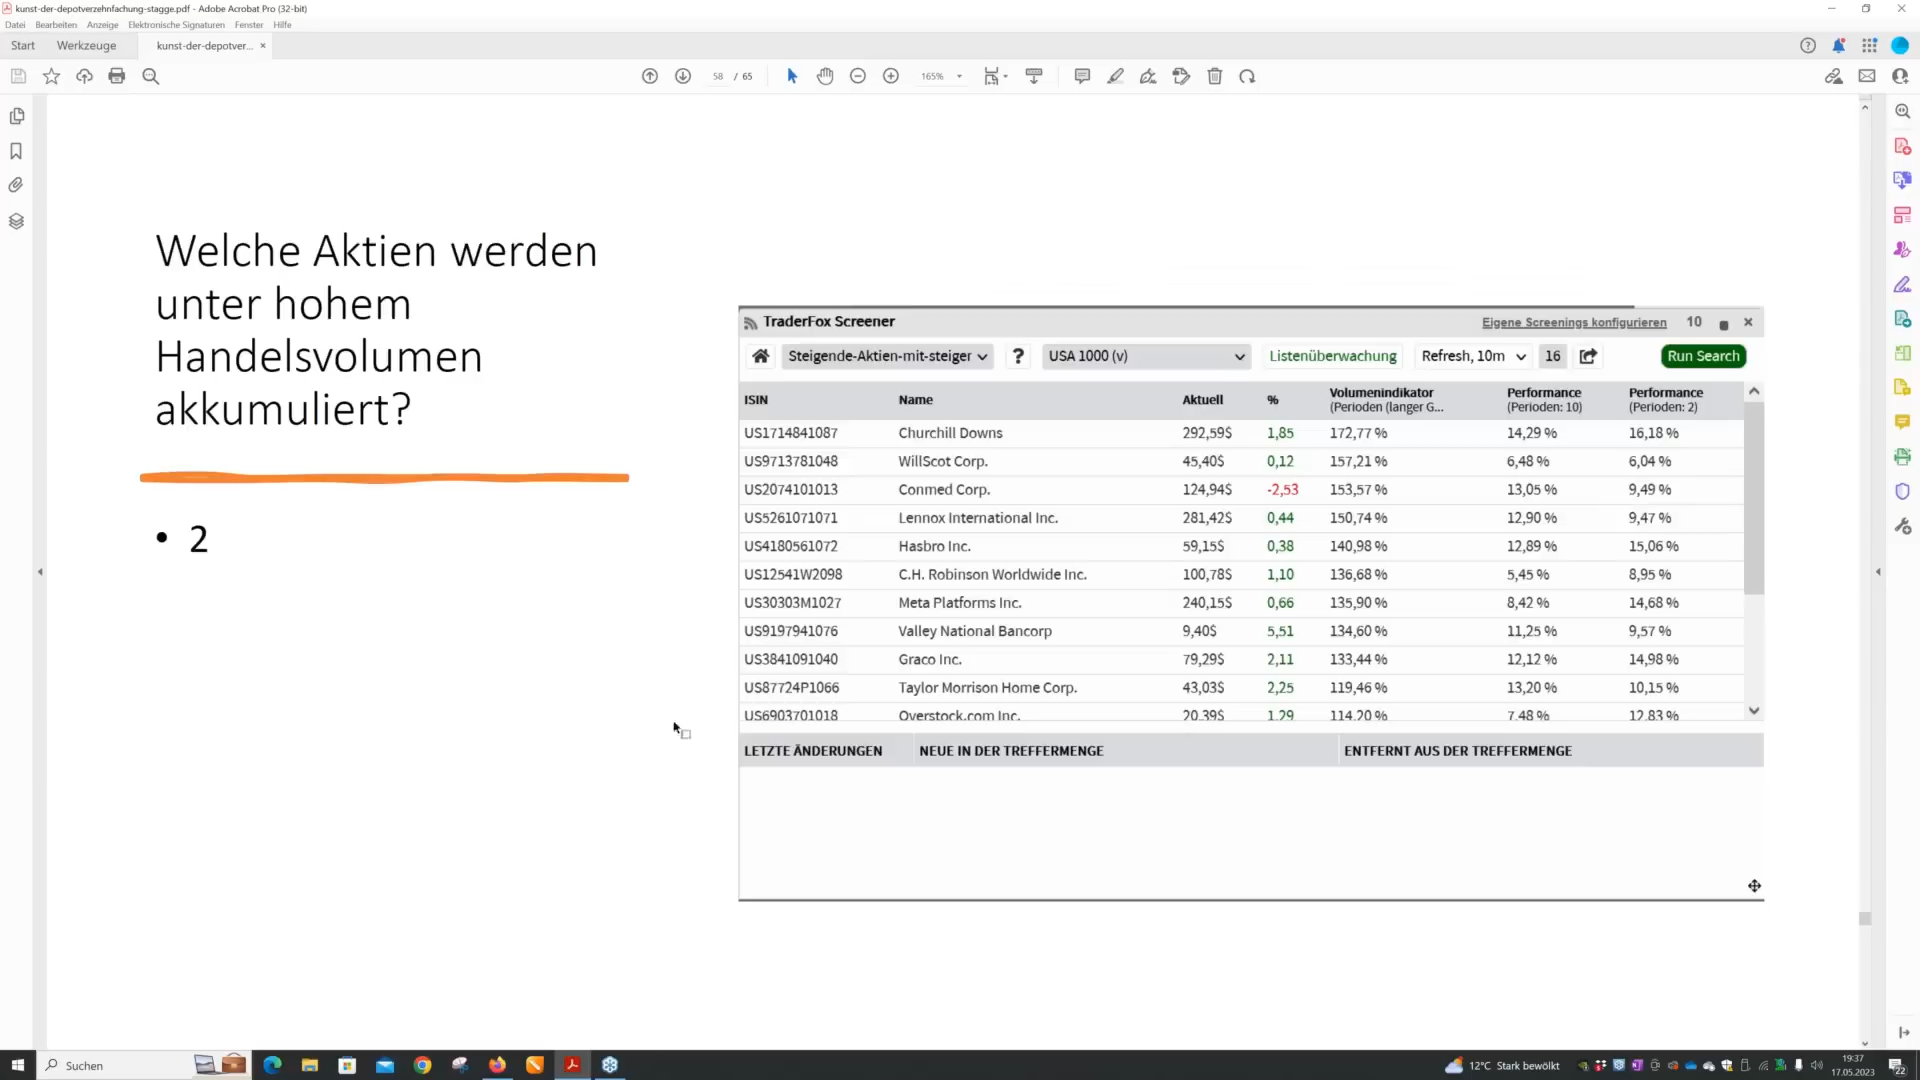 kunst-der-depotverzehnfachung-stagge.pdf - Adobe Acrobat Pro (32-bit)
Datei Bearbeiten Anzeige Elektronische Signaturen Fenster Hilfe
Start Werkzeuge kunst-der-depotver... ×
58 / 65 165%
Welche Aktien werden
unter hohem
Handelsvolumen
akkumuliert?
• 2
TraderFox Screener Eigene Screenings konfigurieren 10
Steigende-Aktien-mit-steiger ? USA 1000 (v) Listenüberwachung Refresh, 10m 16 Run Search
ISIN Name Aktuell % Volumenindikator (Perioden (langer G... Performance (Perioden: 10) Performance (Perioden: 2)
US1714841087 Churchill Downs 292,59$ 1,85 172,77 % 14,29 % 16,18 %
US9713781048 WillScot Corp. 45,40$ 0,12 157,21 % 6,48 % 6,04 %
US2074101013 Conmed Corp. 124,94$ -2,53 153,57 % 13,05 % 9,49 %
US5261071071 Lennox International Inc. 281,42$ 0,44 150,74 % 12,90 % 9,47 %
US4180561072 Hasbro Inc. 59,15$ 0,38 140,98 % 12,89 % 15,06 %
US12541W2098 C.H. Robinson Worldwide Inc. 100,78$ 1,10 136,68 % 5,45 % 8,95 %
US30303M1027 Meta Platforms Inc. 240,15$ 0,66 135,90 % 8,42 % 14,68 %
US9197941076 Valley National Bancorp 9,40$ 5,51 134,60 % 11,25 % 9,57 %
US3841091040 Graco Inc. 79,29$ 2,11 133,44 % 12,12 % 14,98 %
US87724P1066 Taylor Morrison Home Corp. 43,03$ 2,25 119,46 % 13,20 % 10,15 %
US6903701018 Overstock.com Inc. 20,39$ 1,29 114,20 % 7,48 % 12,83 %
LETZTE ÄNDERUNGEN NEUE IN DER TREFFERMENGE ENTFERNT AUS DER TREFFERMENGE
Suchen 12°C Stark bewölkt 19:37
17.05.2023 22